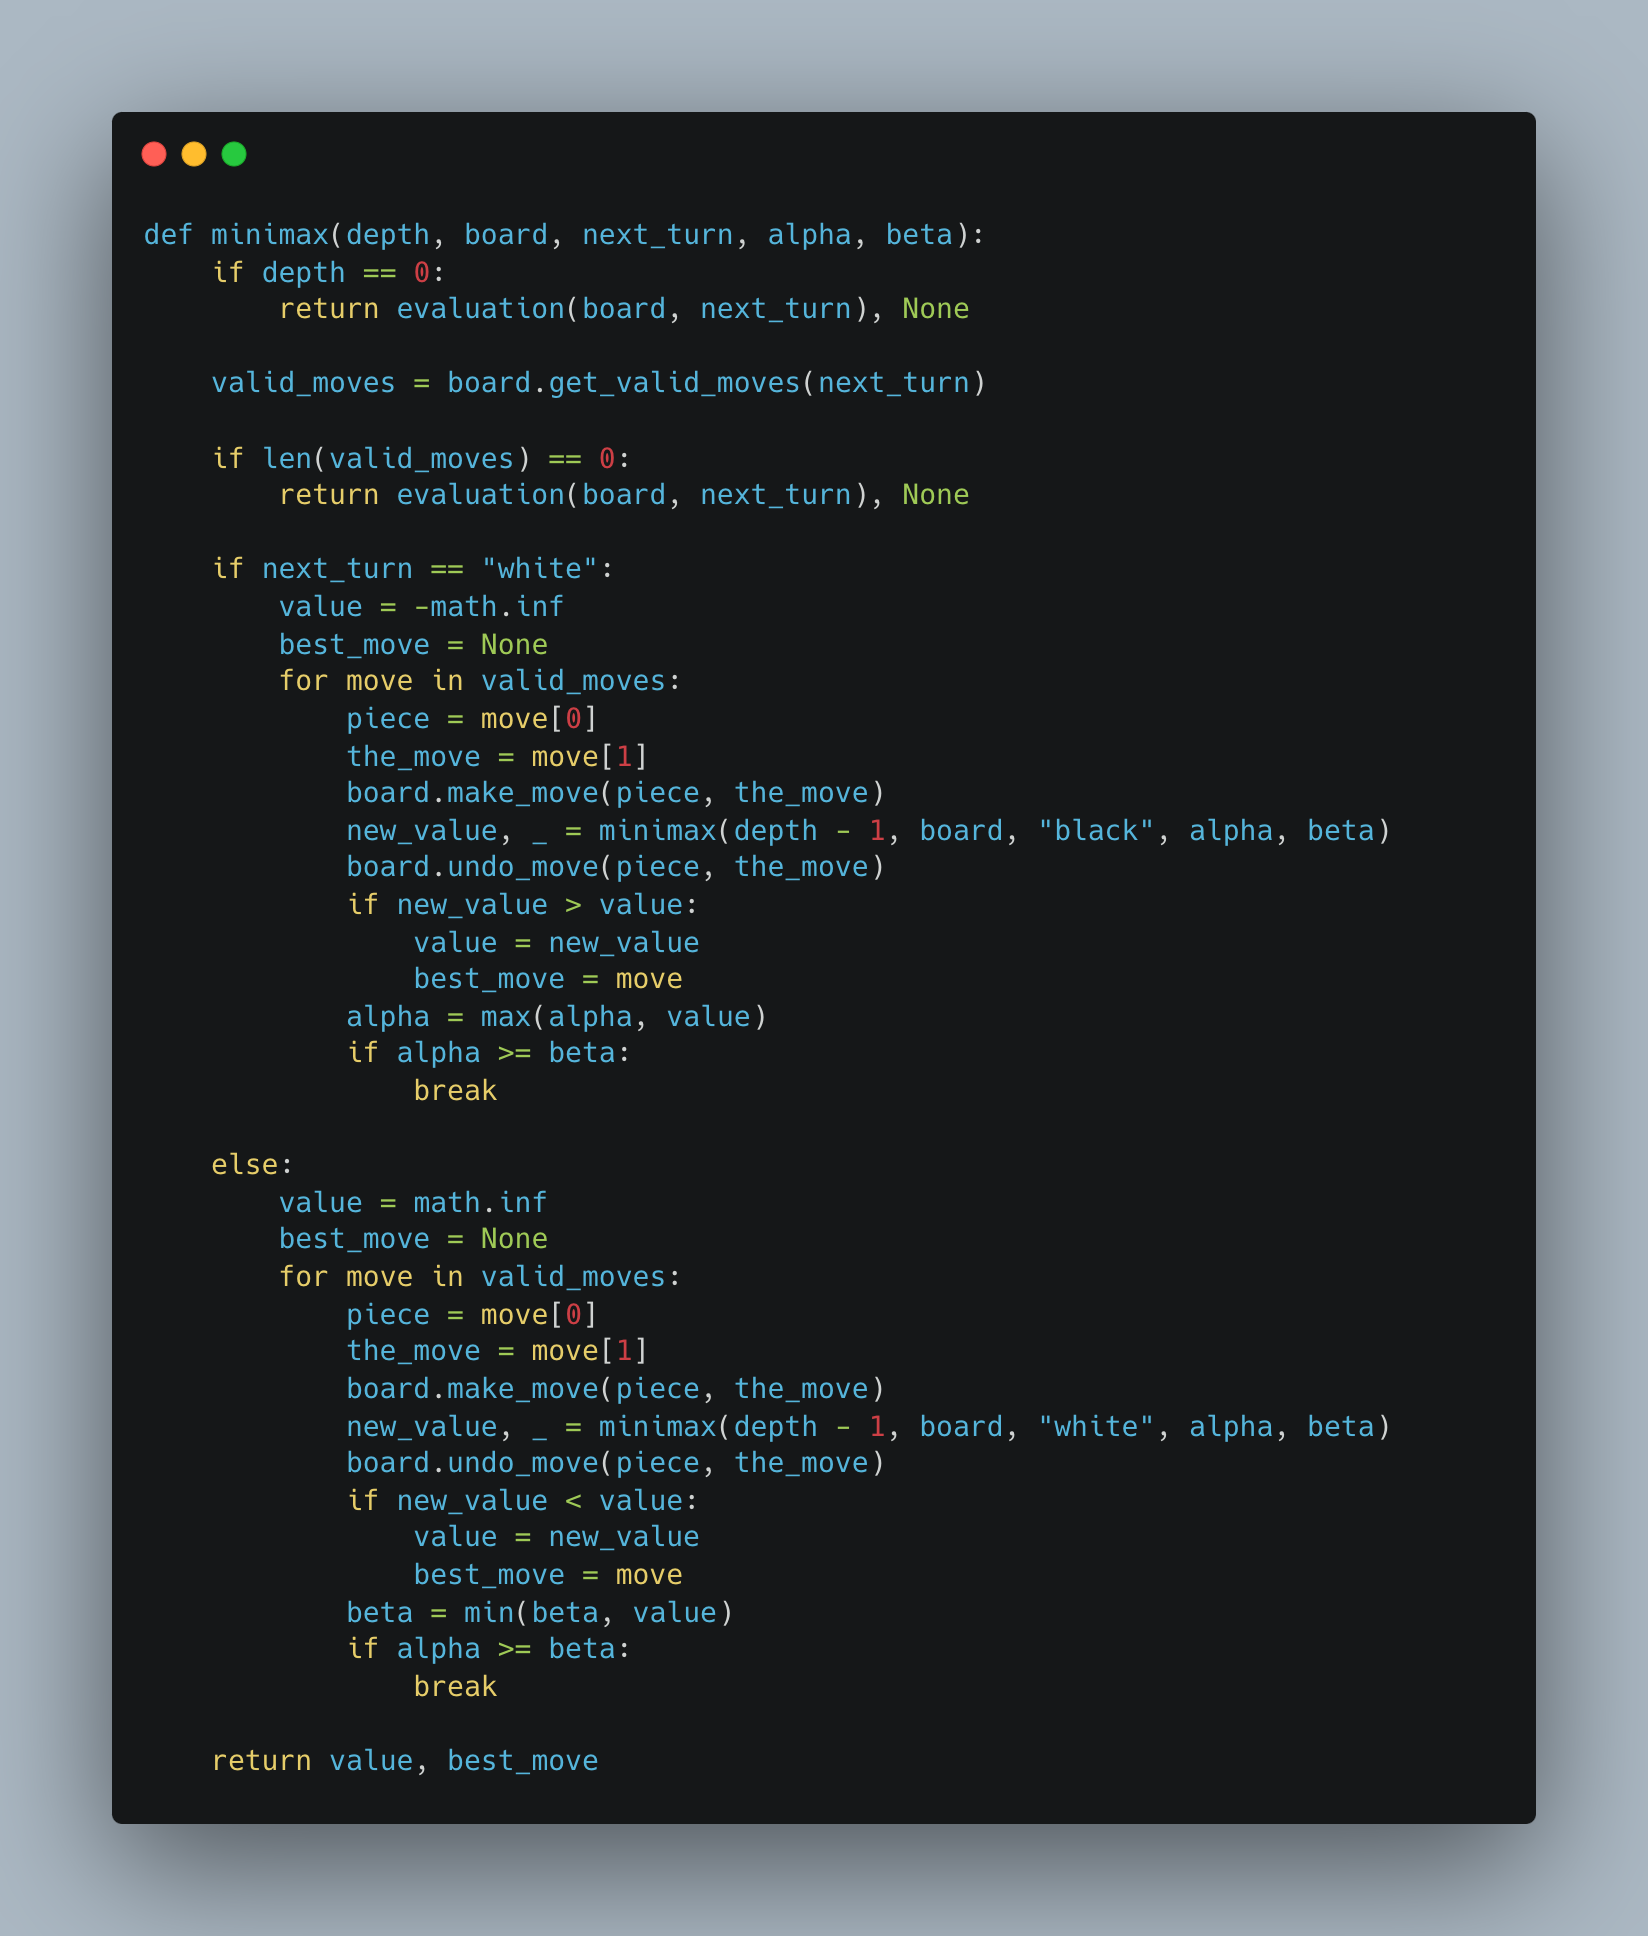 def minimax(depth, board, next_turn, alpha, beta):
    if depth == 0:
        return evaluation(board, next_turn), None

    valid_moves = board.get_valid_moves(next_turn)

    if len(valid_moves) == 0:
        return evaluation(board, next_turn), None

    if next_turn == "white":
        value = -math.inf
        best_move = None
        for move in valid_moves:
            piece = move[0]
            the_move = move[1]
            board.make_move(piece, the_move)
            new_value, _ = minimax(depth - 1, board, "black", alpha, beta)
            board.undo_move(piece, the_move)
            if new_value > value:
                value = new_value
                best_move = move
            alpha = max(alpha, value)
            if alpha >= beta:
                break

    else:
        value = math.inf
        best_move = None
        for move in valid_moves:
            piece = move[0]
            the_move = move[1]
            board.make_move(piece, the_move)
            new_value, _ = minimax(depth - 1, board, "white", alpha, beta)
            board.undo_move(piece, the_move)
            if new_value < value:
                value = new_value
                best_move = move
            beta = min(beta, value)
            if alpha >= beta:
                break

    return value, best_move